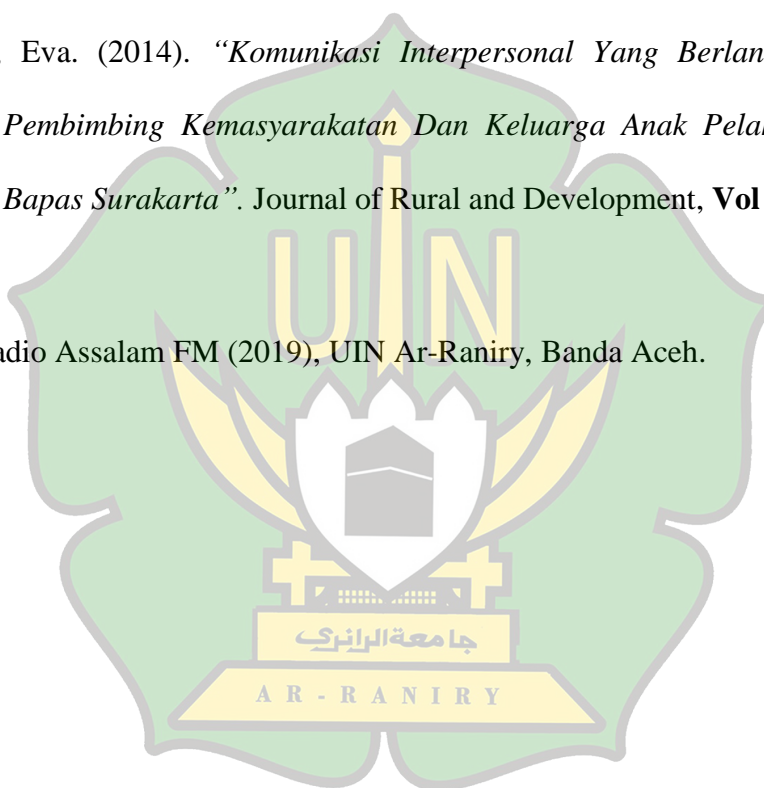 , Eva. (2014). “Komunikasi Interpersonal Yang Berlan
Pembimbing Kemasyarakatan Dan Keluarga Anak Pelak
Bapas Surakarta”. Journal of Rural and Development, Vol
adio Assalam FM (2019), UIN Ar-Raniry, Banda Aceh.
UIN
جامعةالرانري
AR-RANIRY